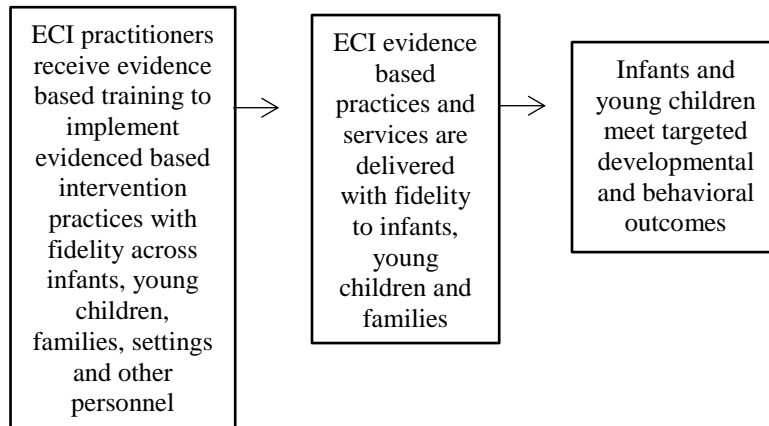 ECI practitioners
receive evidence
based training to
implement
evidenced based
intervention
practices with
fidelity across
infants, young
children,
families, settings
and other
personnel
ECI evidence
based
practices and
services are
delivered
with fidelity
to infants,
young
children and
families
Infants and
young children
meet targeted
developmental
and behavioral
outcomes